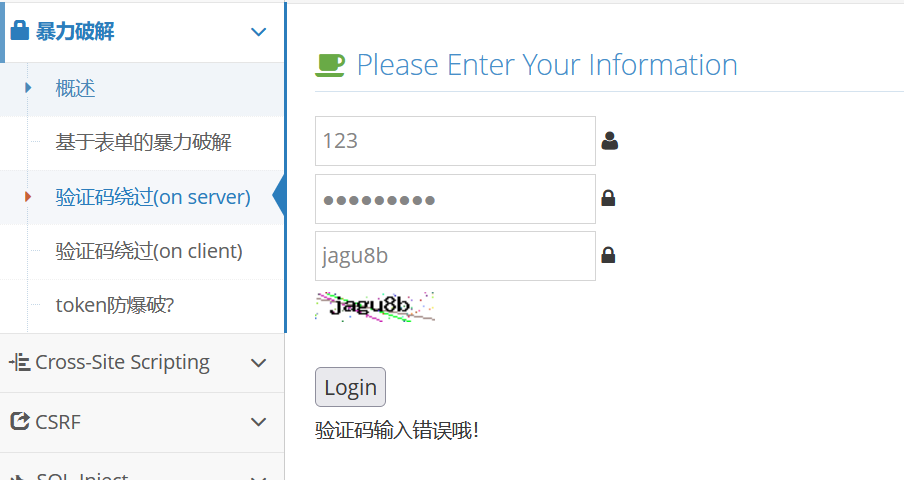 暴力破解
概述
基于表单的暴力破解
验证码绕过(on server)
验证码绕过(on client)
token防爆破?
Cross-Site Scripting
CSRF
SQL-Inject
Please Enter Your Information
123
●●●●●●●●●
jagu8b
jagu8b
Login
验证码输入错误哦!